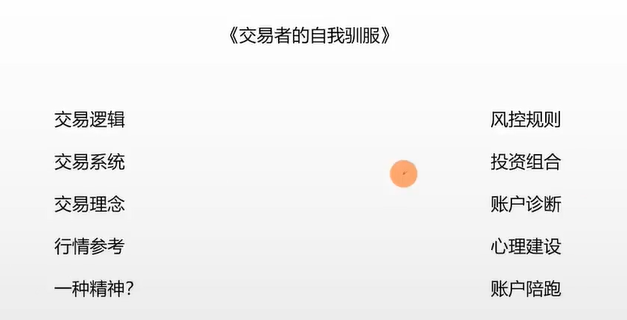 《交易者的自我驯服》
交易逻辑
交易系统
交易理念
行情参考
一种精神?
风控规则
投资组合
账户诊断
心理建设
账户陪跑